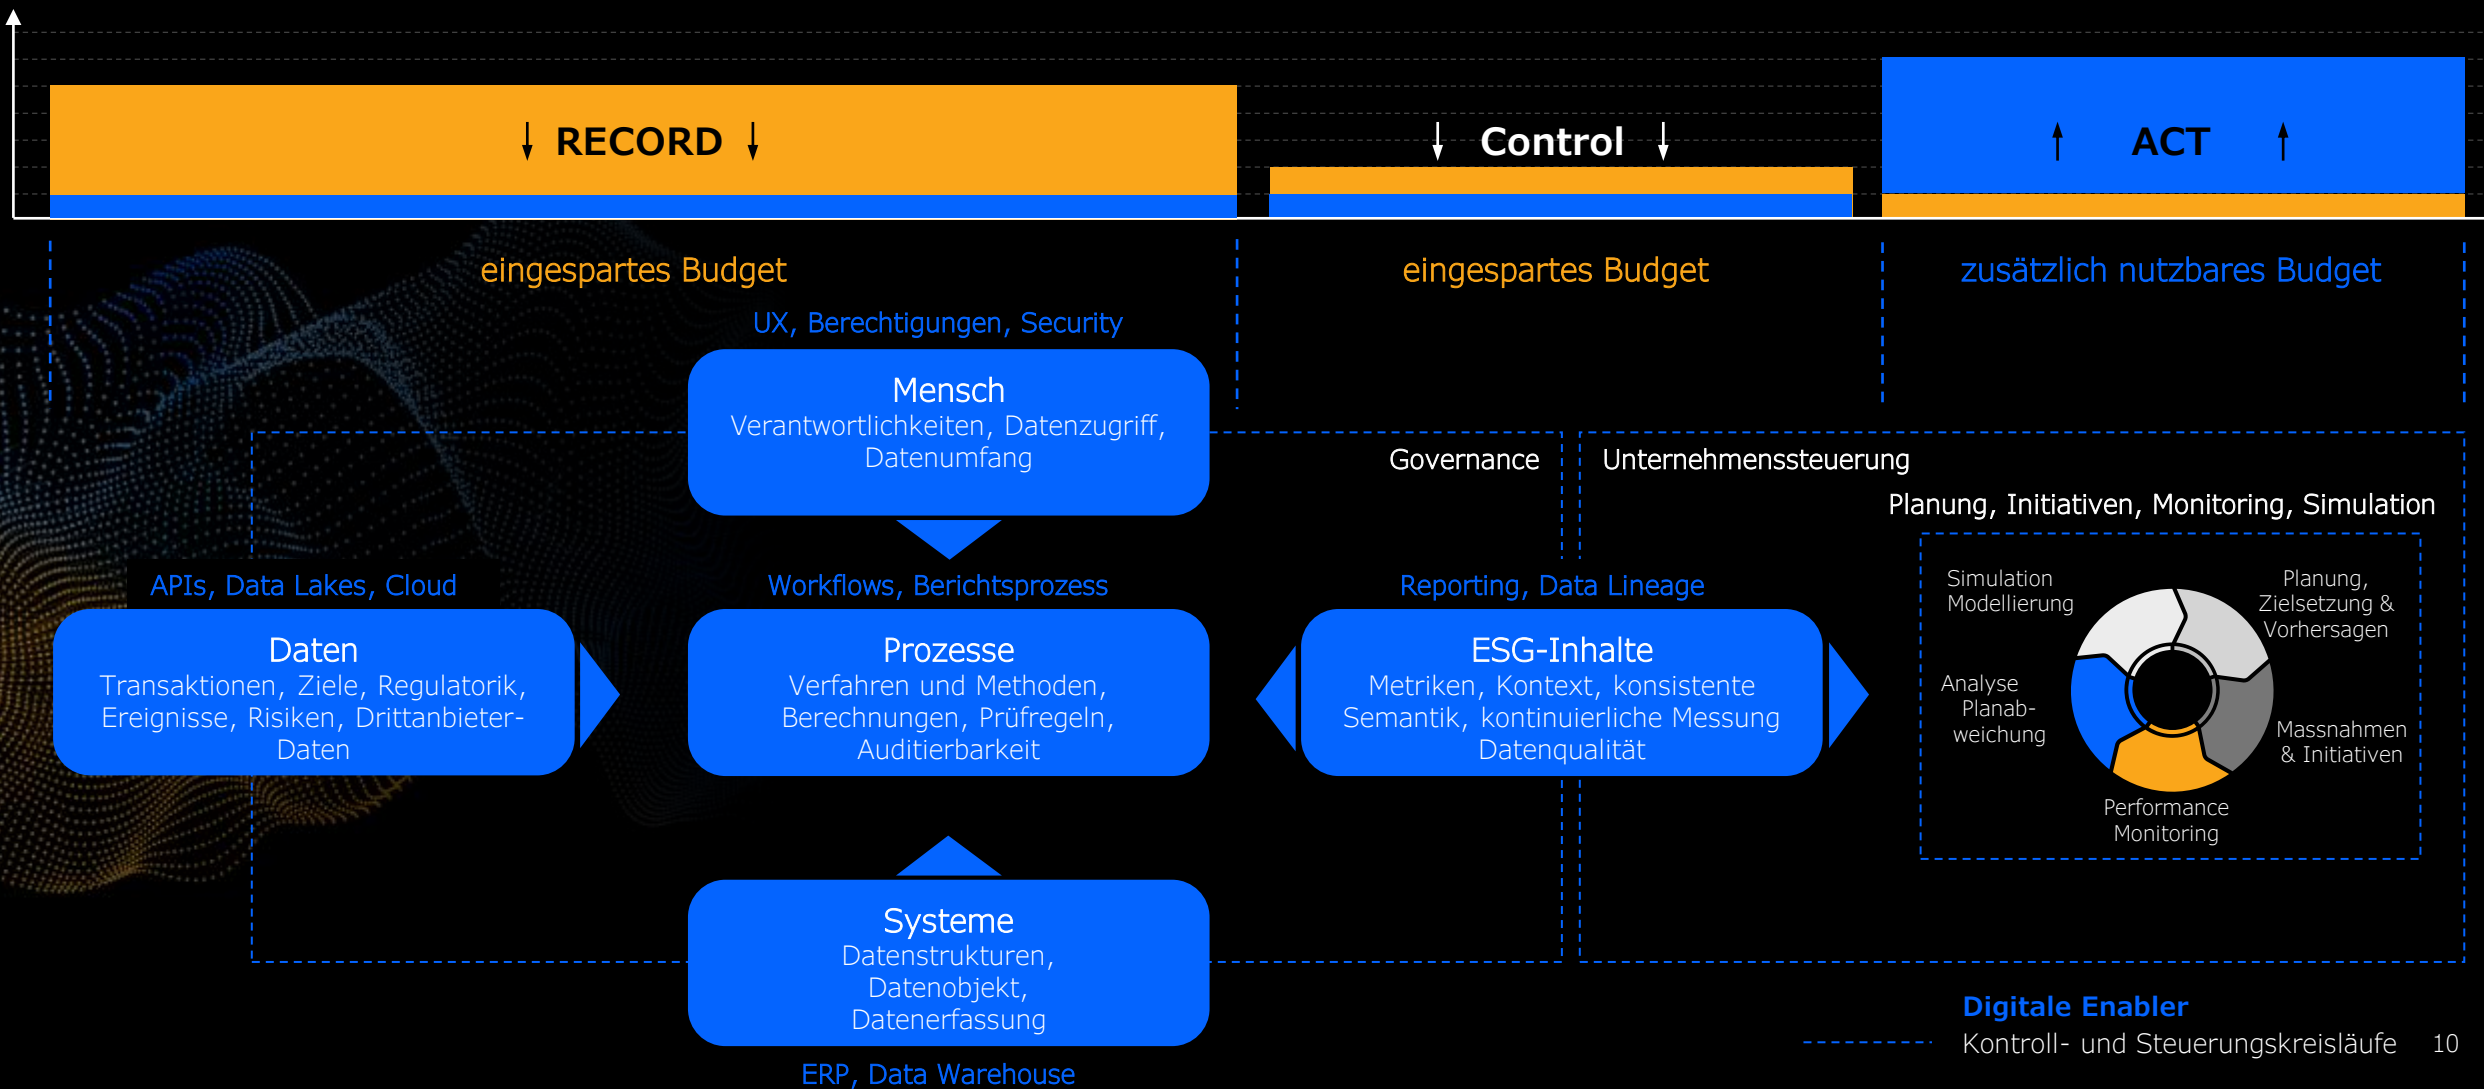 RECORD
Control
ACT
eingespartes Budget
eingespartes Budget
zusätzlich nutzbares Budget
UX, Berechtigungen, Security
Mensch
Verantwortlichkeiten, Datenzugriff,
Datenumfang
Governance
Unternehmenssteuerung
Planung, Initiativen, Monitoring, Simulation
APIs, Data Lakes, Cloud
Daten
Transaktionen, Ziele, Regulatorik,
Ereignisse, Risiken, Drittanbieter-
Daten
Workflows, Berichtsprozess
Prozesse
Verfahren und Methoden,
Berechnungen, Prüfregeln,
Auditierbarkeit
Reporting, Data Lineage
ESG-Inhalte
Metriken, Kontext, konsistente
Semantik, kontinuierliche Messung
Datenqualität
Simulation
Modellierung
Planung,
Zielsetzung &
Vorhersagen
Analyse
Planab-
weichung
Massnahmen
& Initiativen
Performance
Monitoring
Systeme
Datenstrukturen,
Datenobjekt,
Datenerfassung
ERP, Data Warehouse
Digitale Enabler
Kontroll- und Steuerungskreisläufe
10